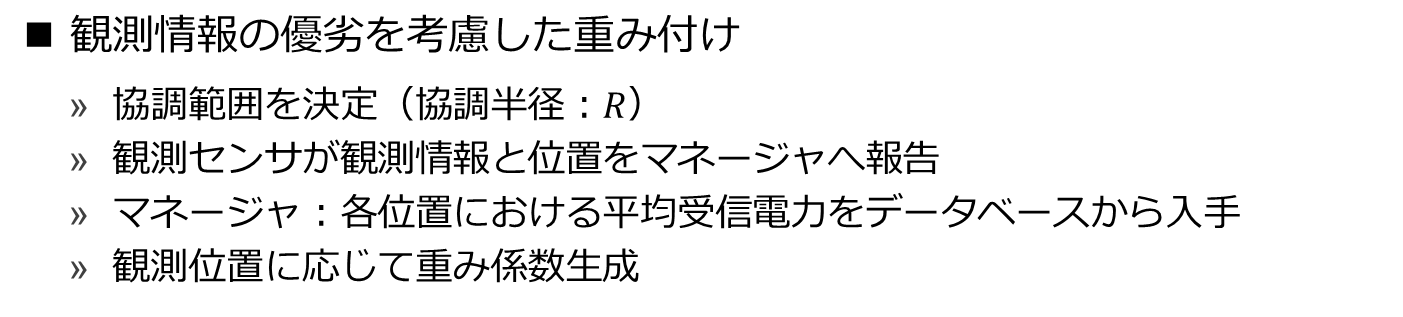 ■ 観測情報の優劣を考慮した重み付け
» 協調範囲を決定（協調半径：R）
» 観測センサが観測情報と位置をマネージャへ報告
» マネージャ：各位置における平均受信電力をデータベースから入手
» 観測位置に応じて重み係数生成